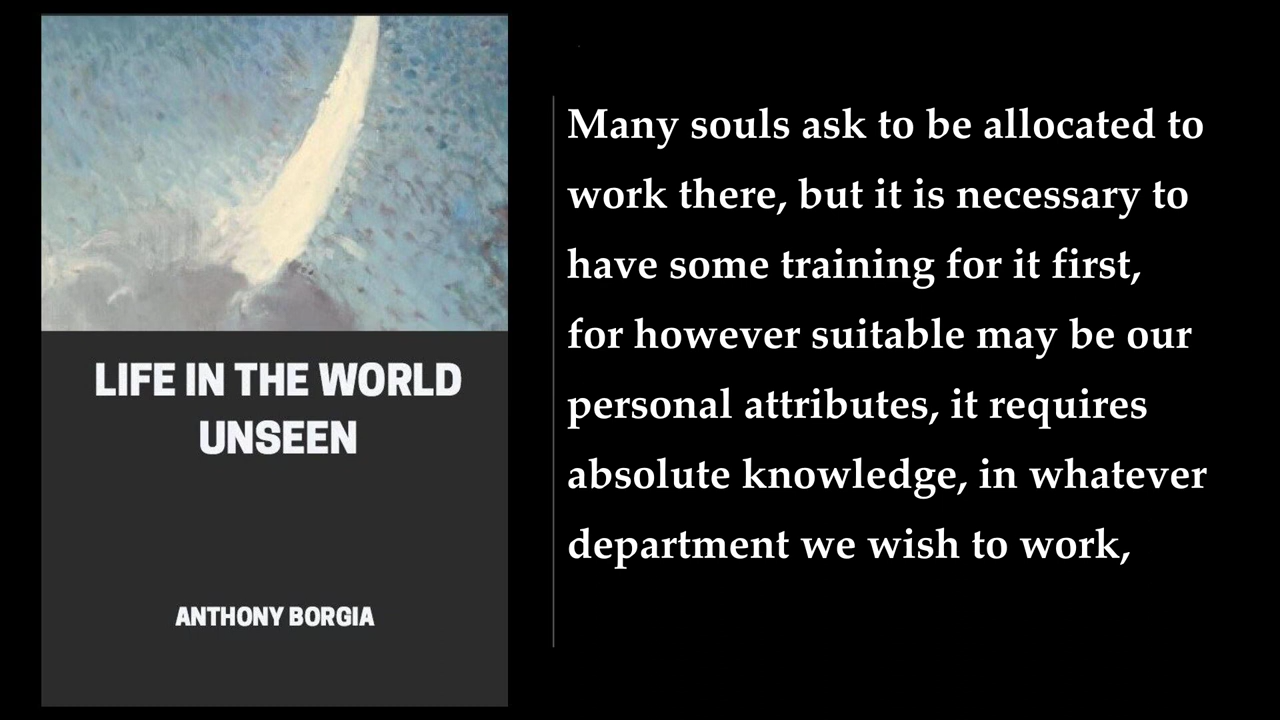 LIFE IN THE WORLD
UNSEEN
ANTHONY BORGIA
Many souls ask to be allocated to
work there, but it is necessary to
have some training for it first,
for however suitable may be our
personal attributes, it requires
absolute knowledge, in whatever
department we wish to work,